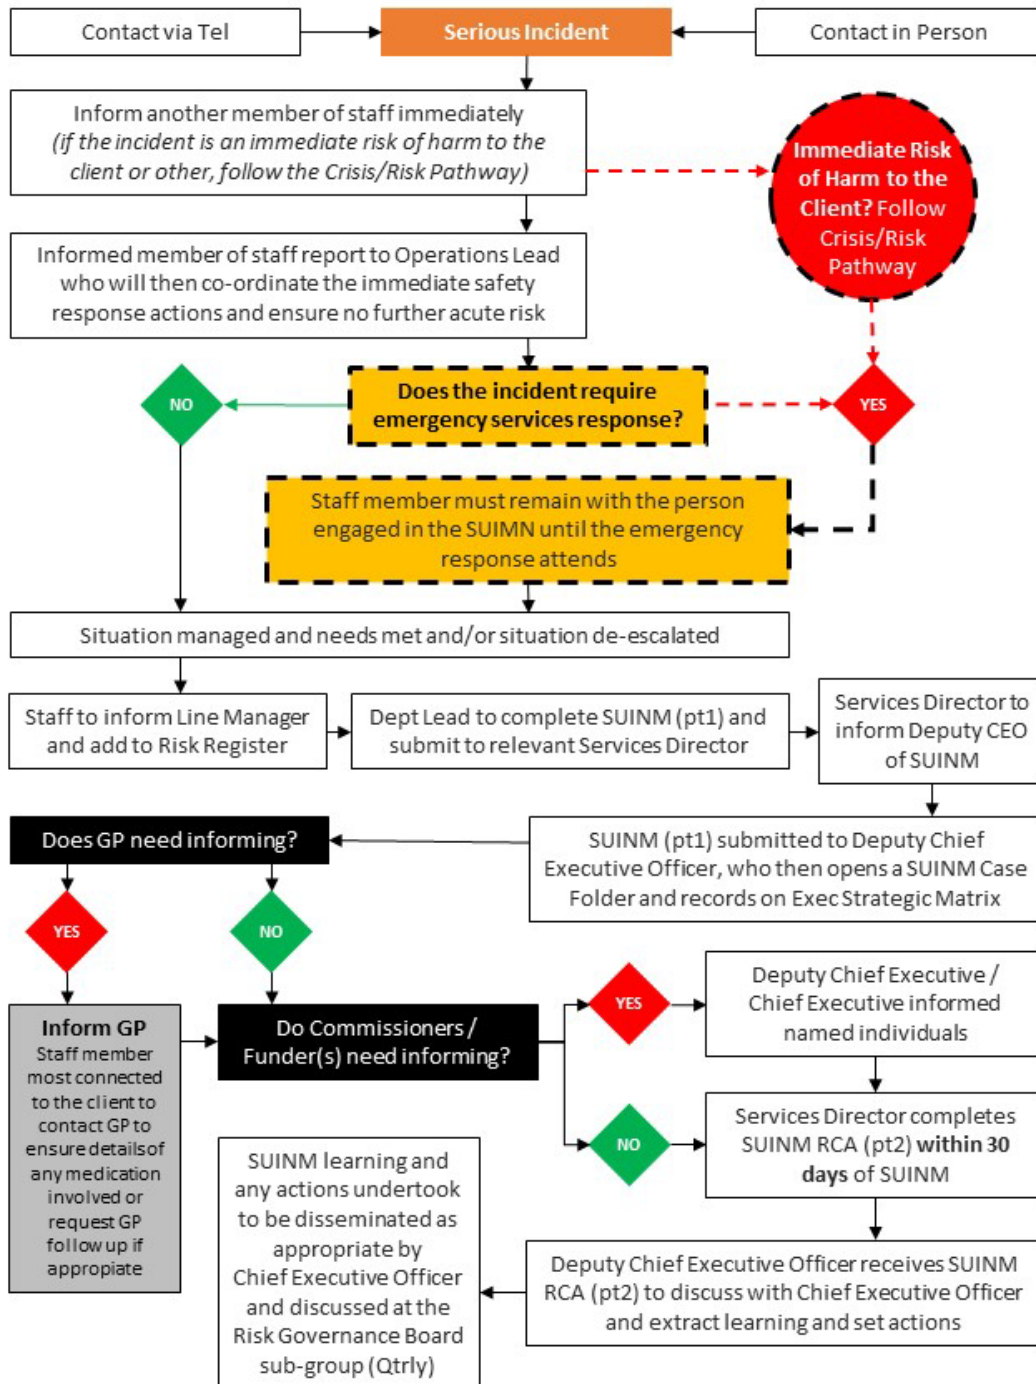 Contact via Tel
Serious Incident
Contact in Person
Inform another member of staff immediately
(if the incident is an immediate risk of harm to the
client or other, follow the Crisis/Risk Pathway)
Immediate Risk
of Harm to the
Client? Follow
Crisis/Risk
Pathway
Informed member of staff report to Operations Lead
who will then co-ordinate the immediate safety
response actions and ensure no further acute risk
NO
Does the incident require
emergency services response?
YES
Staff member must remain with the person
engaged in the SUIMN until the emergency
response attends
Situation managed and needs met and/or situation de-escalated
Staff to inform Line Manager
and add to Risk Register
Dept Lead to complete SUINM (pt1) and
submit to relevant Services Director
Services Director to
inform Deputy CEO
of SUINM
Does GP need informing?
SUINM (pt1) submitted to Deputy Chief
Executive Officer, who then opens a SUINM Case
Folder and records on Exec Strategic Matrix
YES
NO
Inform GP
Staff member
most connected
to the client to
contact GP to
ensure details of
any medication
involved or
request GP
follow up if
appropiate
Do Commissioners /
Funder(s) need informing?
YES
Deputy Chief Executive /
Chief Executive informed
named individuals
NO
Services Director completes
SUINM RCA (pt2) within 30
days of SUINM
SUINM learning and
any actions undertook
to be disseminated as
appropriate by
Chief Executive Officer
and discussed at the
Risk Governance Board
sub-group (Qtrly)
Deputy Chief Executive Officer receives SUINM
RCA (pt2) to discuss with Chief Executive Officer
and extract learning and set actions